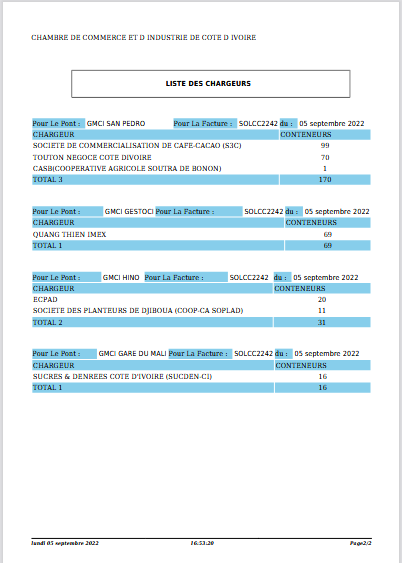 CHAMBRE DE COMMERCE ET D INDUSTRIE DE COTE D IVOIRE
LISTE DES CHARGEURS
Pour Le Pont : GMCI SAN PEDRO Pour La Facture : SOLCC2242 du : 05 septembre 2022
CHARGEUR CONTENEURS
SOCIETE DE COMMERCIALISATION DE CAFE-CACAO (S3C) 99
TOUTON NEGOCE COTE DIVOIRE 70
CASB(COOPERATIVE AGRICOLE SOUTRA DE BONON) 1
TOTAL 3 170
Pour Le Pont : GMCI GESTOCI Pour La Facture : SOLCC2242 du : 05 septembre 2022
CHARGEUR CONTENEURS
QUANG THIEN IMEX 69
TOTAL 1 69
Pour Le Pont : GMCI HINO Pour La Facture : SOLCC2242 du : 05 septembre 2022
CHARGEUR CONTENEURS
ECPAD 20
SOCIETE DES PLANTEURS DE DJIBOUA (COOP-CA SOPLAD) 11
TOTAL 2 31
Pour Le Pont : GMCI GARE DU MALI Pour La Facture : SOLCC2242 du : 05 septembre 2022
CHARGEUR CONTENEURS
SUCRES & DENREES COTE D'IVOIRE (SUCDEN-CI) 16
TOTAL 1 16
lundi 05 septembre 2022 16:53:20 Page2/2